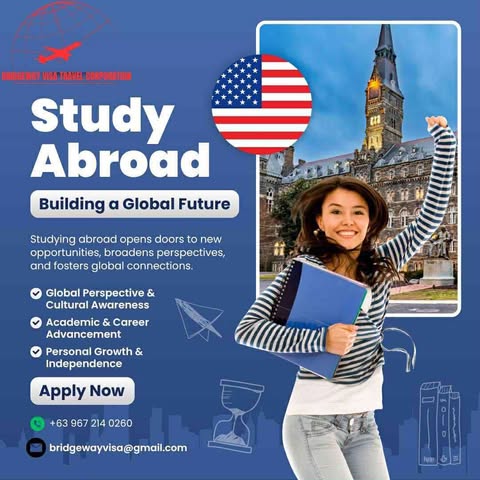 BRIDGEWAY VISA TRAVEL CORPORATION
Study
Abroad
Building a Global Future
Studying abroad opens doors to new
opportunities, broadens perspectives,
and fosters global connections.
Global Perspective &
Cultural Awareness
Academic & Career
Advancement
Personal Growth &
Independence
Apply Now
+63 967 214 0260
bridgewayvisa@gmail.com